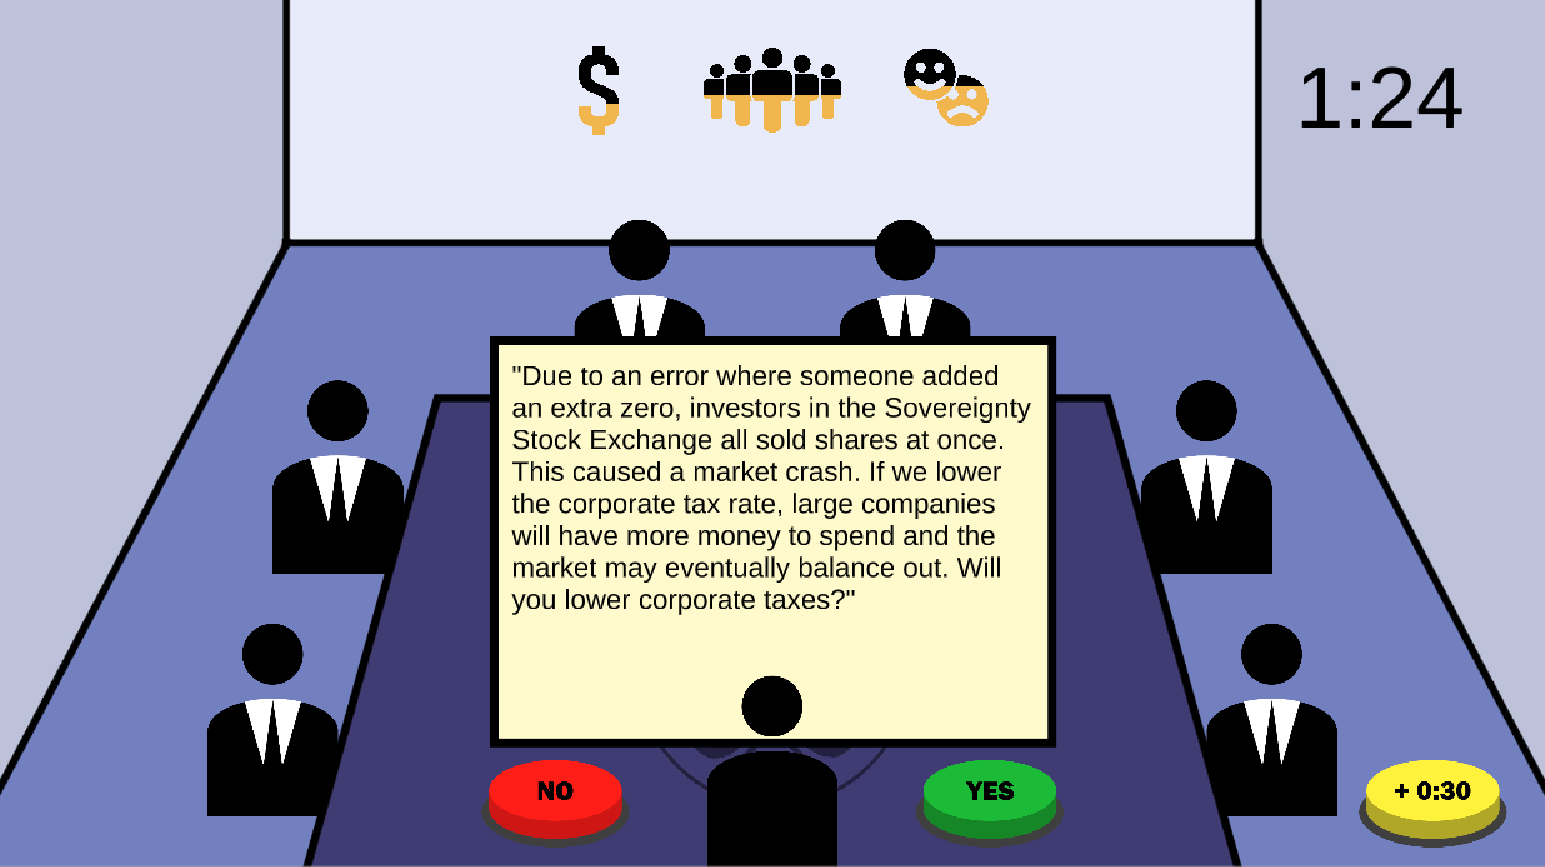 $
1:24
"Due to an error where someone added
an extra zero, investors in the Sovereignty
Stock Exchange all sold shares at once.
This caused a market crash. If we lower
the corporate tax rate, large companies
will have more money to spend and the
market may eventually balance out. Will
you lower corporate taxes?"
NO
YES
+ 0:30